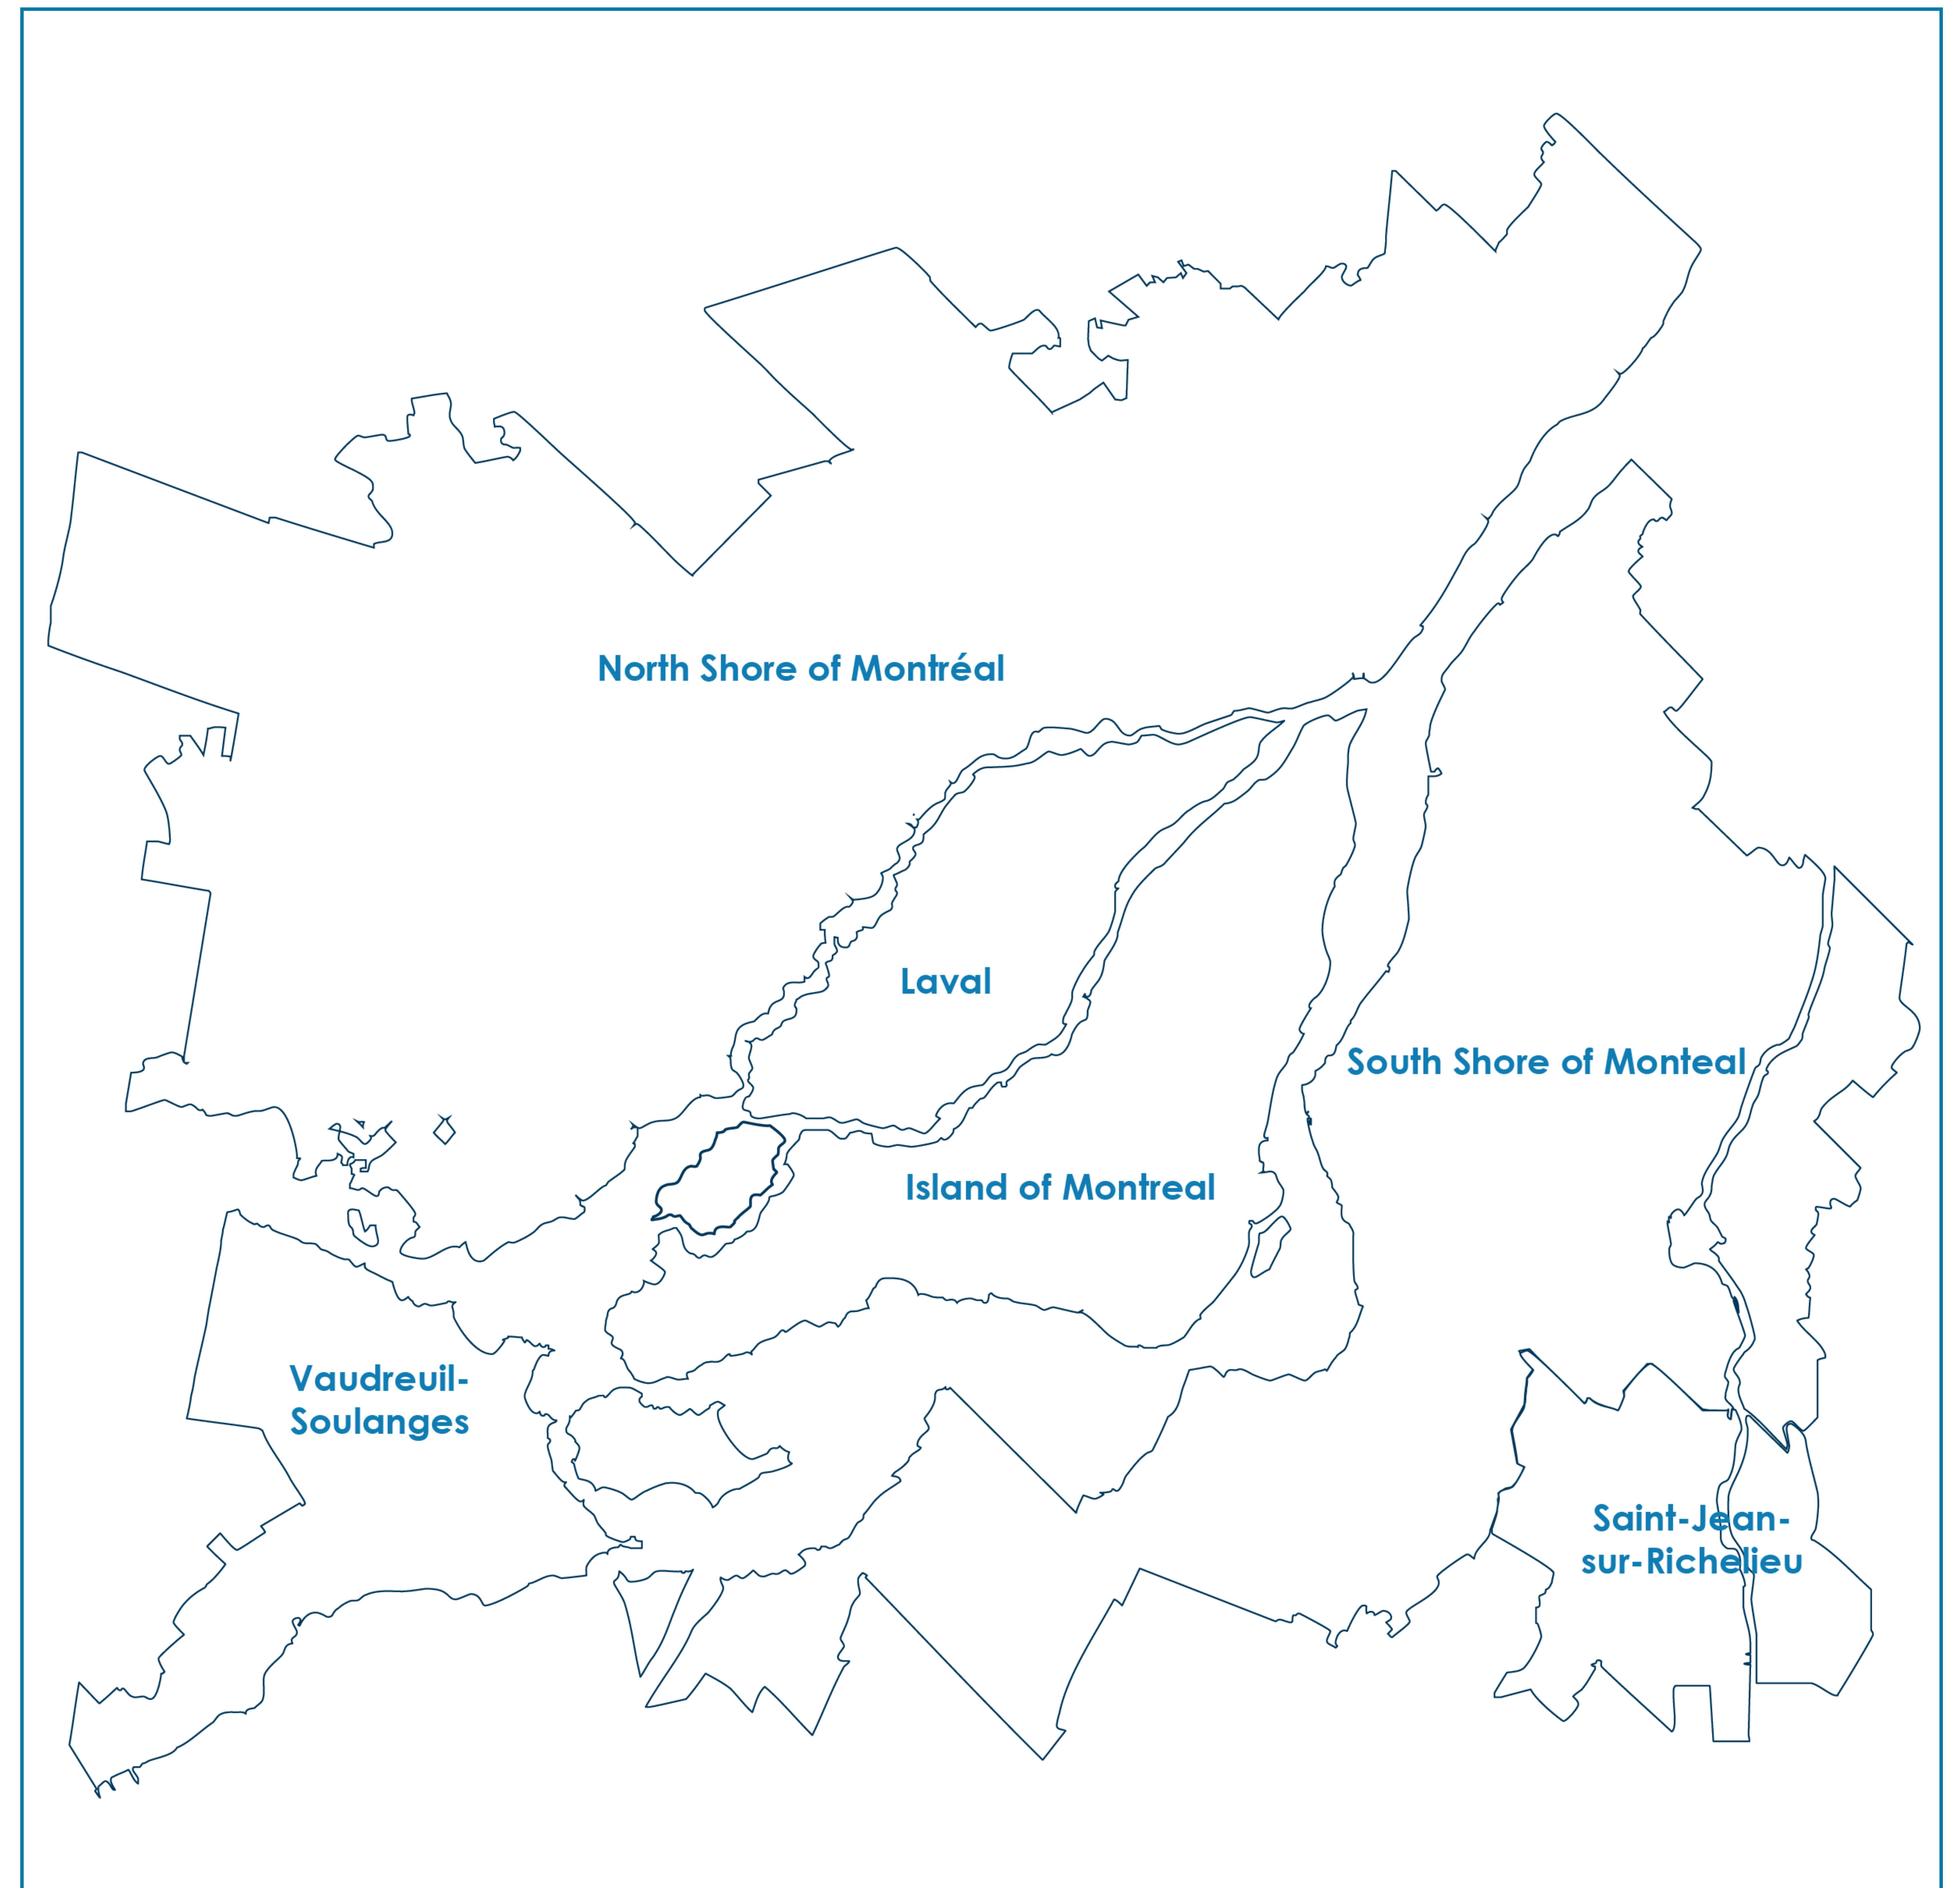 North Shore of Montréal
Laval
South Shore of Monteal
Island of Montreal
Vaudreuil-
Soulanges
Saint-Jean-
sur-Richelieu